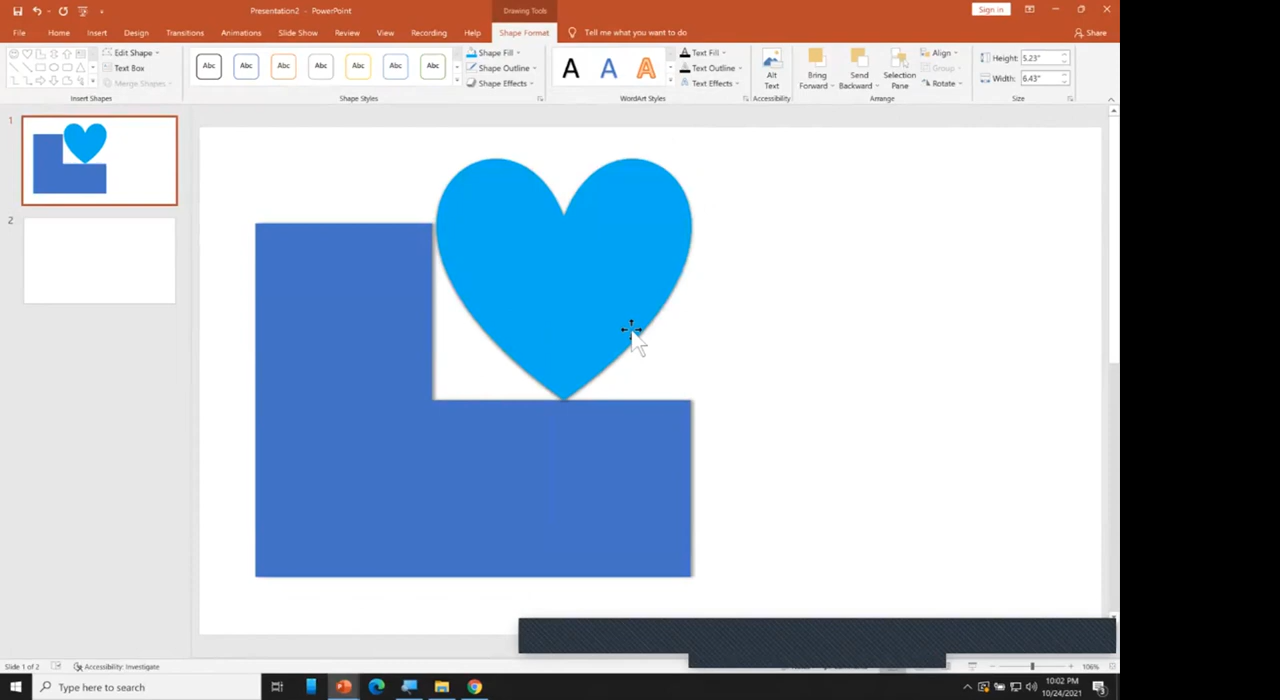 Presentation2 - PowerPoint
Drawing Tools
Sign in
File Home Insert Design Transitions Animations Slide Show Review View Recording Help Shape Format Tell me what you want to do Share
Edit Shape
Text Box
Merge Shapes
Insert Shapes
Abc Abc Abc Abc Abc Abc Abc
Shape Fill
Shape Outline
Shape Effects
Shape Styles
A A A
Text Fill
Text Outline
Text Effects
WordArt Styles
Alt
Text
Accessibility
Bring
Forward
Send
Backward
Selection
Pane
Align
Group
Rotate
Arrange
Height: 5.23"
Width: 6.43"
Size
1
2
Slide 1 of 2
Accessibility: Investigate
106%
Type here to search
10:02 PM
10/24/2021
3